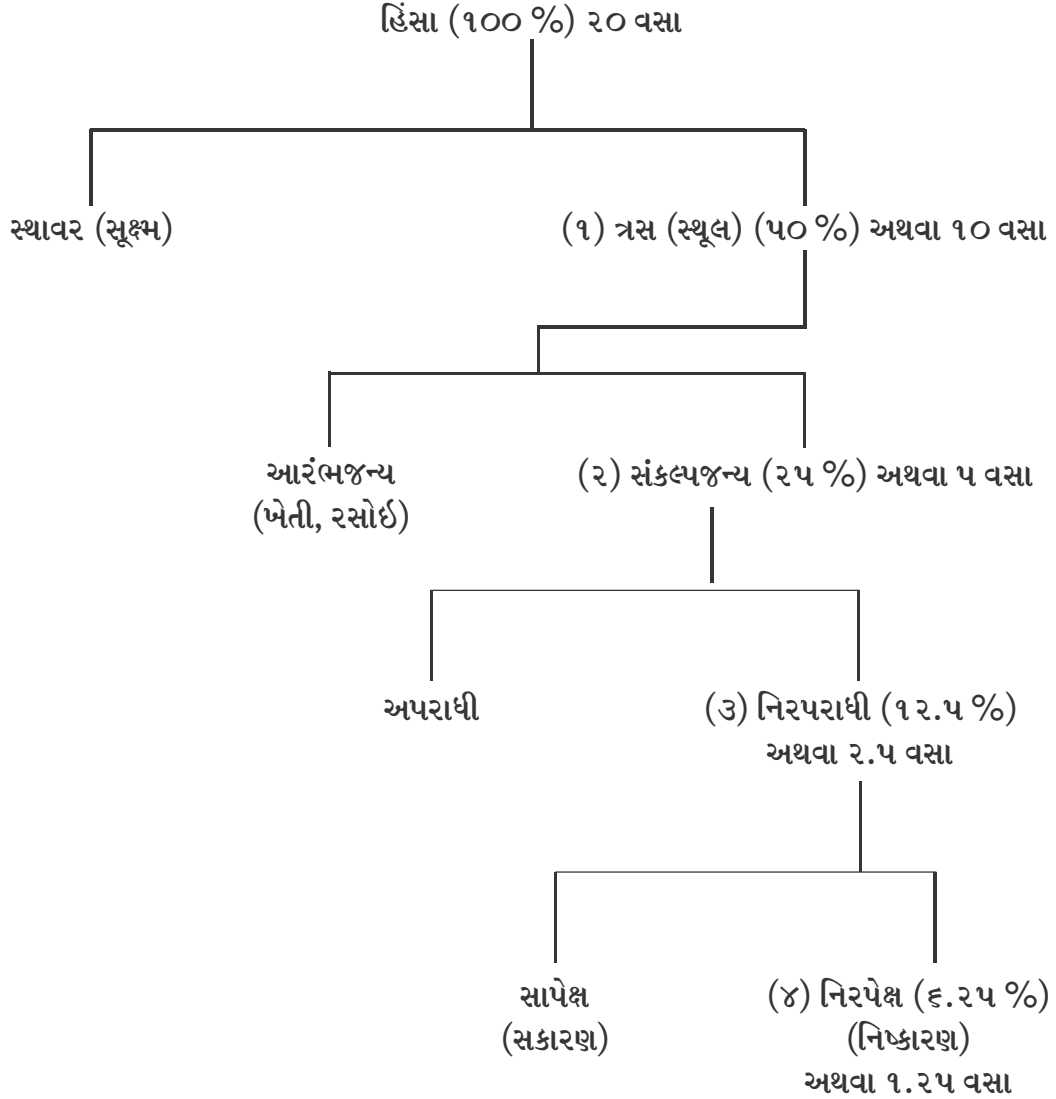 હિંસા (૧૦૦ %) ૨૦ વસા
સ્થાવર (સૂક્ષ્મ)
(૧) ત્રસ (સ્થૂલ) (૫૦ %) અથવા ૧૦ વસા
આરંભજન્ય
(ખેતી, રસોઇ)
(૨) સંકલ્પજન્ય (૨૫ %) અથવા ૫ વસા
અપરાધી
(૩) નિરપરાધી (૧૨.૫ %)
અથવા ૨.૫ વસા
સાપેક્ષ
(સકારણ)
(૪) નિરપેક્ષ (૬.૨૫ %)
(નિષ્કારણ)
અથવા ૧.૨૫ વસા